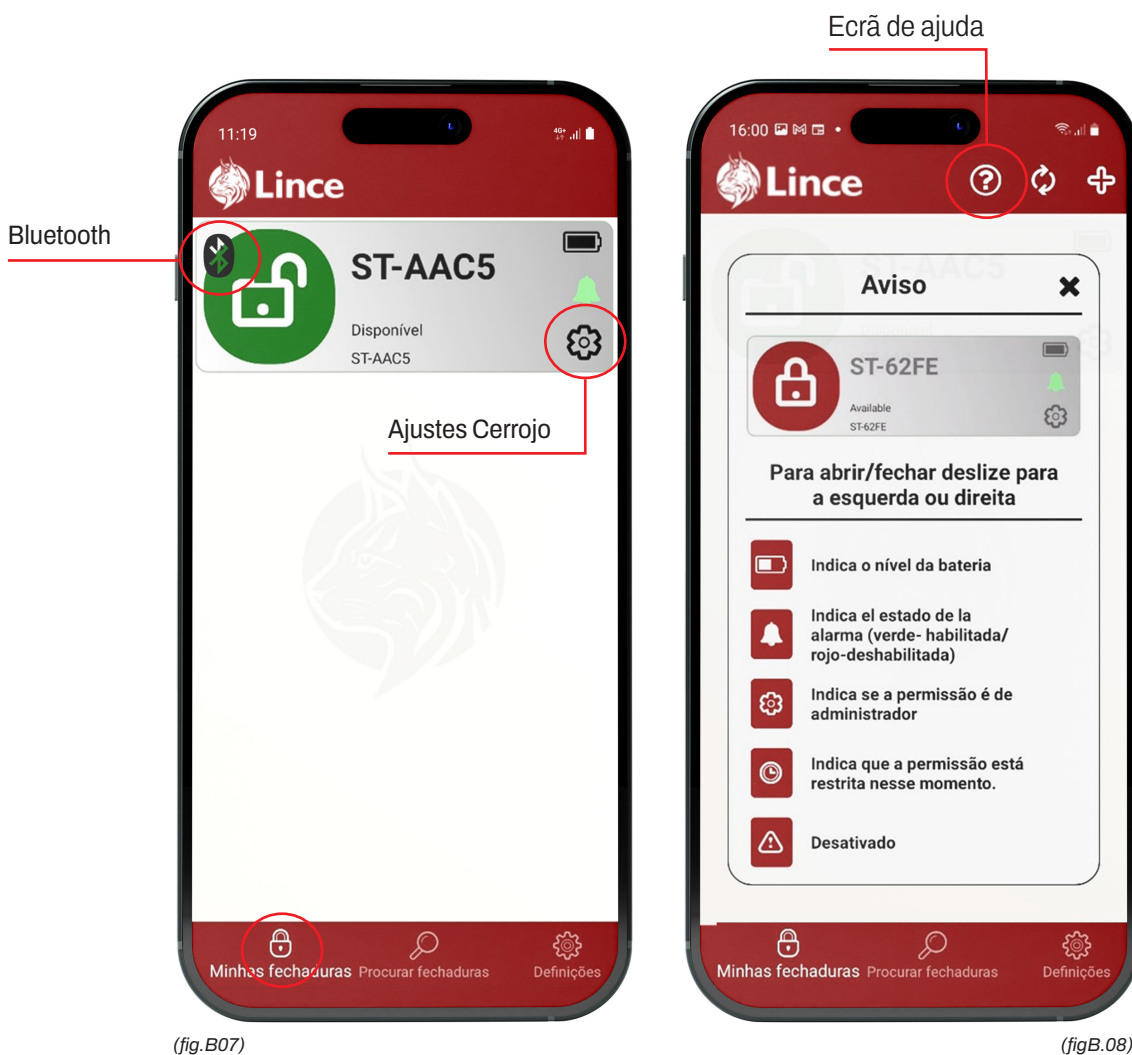 Ecrã de ajuda
Bluetooth
11:19
4G+
Lince
ST-AAC5
Disponível
ST-AAC5
Ajustes Cerrojo
Minhas fechaduras
Procurar fechaduras
Definições
(fig.B07)
16:00
Lince
ST-AAC5
Disponível
Aviso
ST-62FE
Available
ST-62FE
Para abrir/fechar deslize para
a esquerda ou direita
Indica o nível da bateria
Indica el estado de la
alarma (verde- habilitada/
rojo-deshabilitada)
Indica se a permissão é de
administrador
Indica que a permissão está
restrita nesse momento.
Desativado
Minhas fechaduras
Procurar fechaduras
Definições
(figB.08)